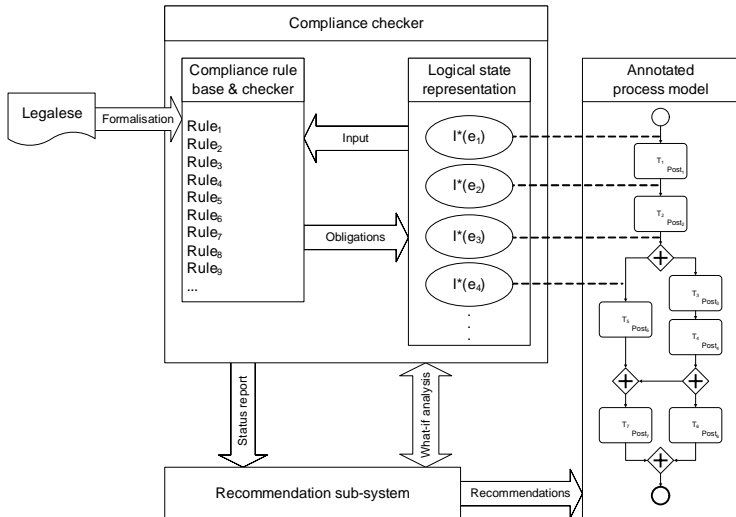 Compliance checker
Compliance rule
base & checker
Logical state
representation
Annotated
process model
Legalese
Formalisation
Rule₁
Rule₂
Rule₃
Rule₄
Rule₅
Rule₆
Rule₇
Rule₈
Rule₉
...
Input
Obligations
I*(e₁)
I*(e₂)
I*(e₃)
I*(e₄)
.
.
.
T₁
Post₁
T₂
Post₂
T₃
Post₃
T₅
Post₅
T₄
Post₄
T₇
Post₇
T₆
Post₆
Status report
What-if analysis
Recommendation sub-system
Recommendations